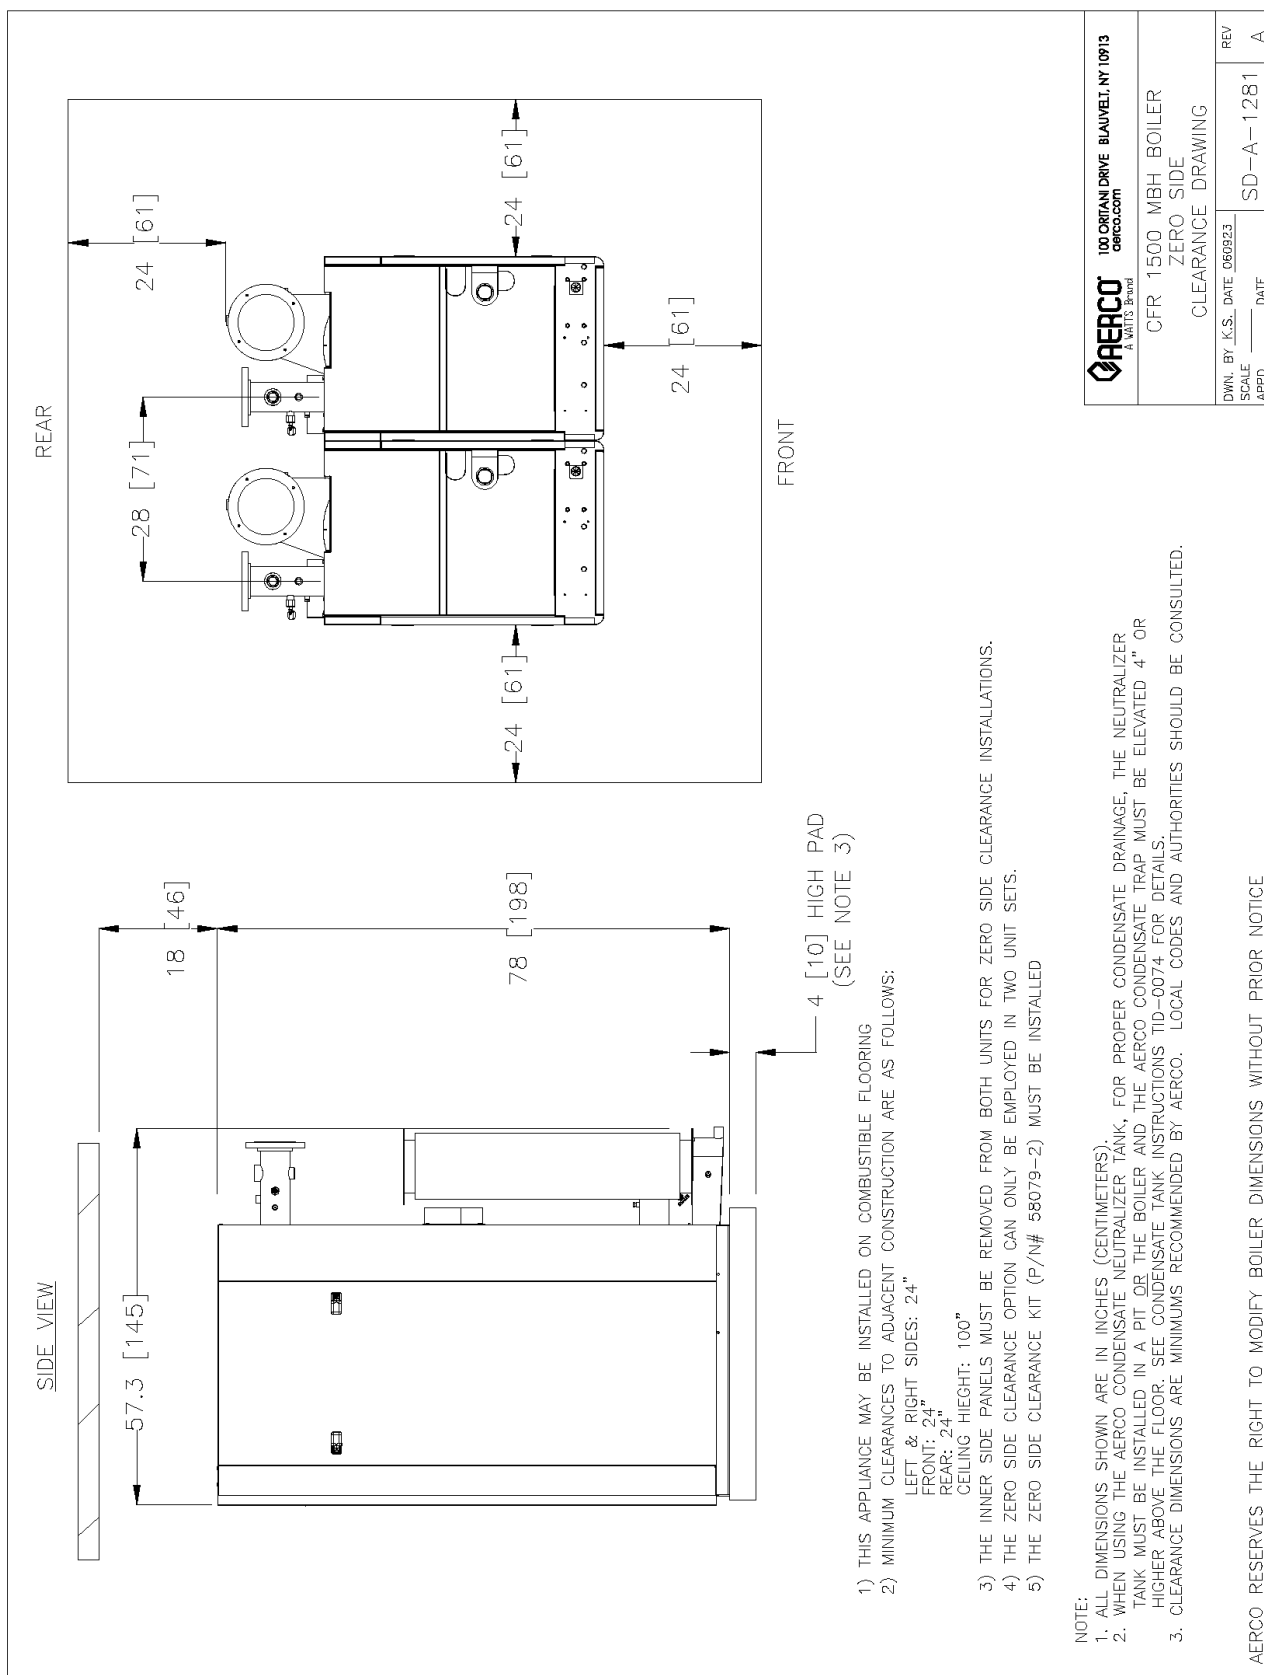 SIDE VIEW
57.3 [145]
18 [46]
78 [198]
4 [10] HIGH PAD
(SEE NOTE 3)
REAR
28 [71]
24 [61]
24 [61]
24 [61]
24 [61]
FRONT
1) THIS APPLIANCE MAY BE INSTALLED ON COMBUSTIBLE FLOORING
2) MINIMUM CLEARANCES TO ADJACENT CONSTRUCTION ARE AS FOLLOWS:
LEFT & RIGHT SIDES: 24"
FRONT: 24"
REAR: 24"
CEILING HIEGHT: 100"
3) THE INNER SIDE PANELS MUST BE REMOVED FROM BOTH UNITS FOR ZERO SIDE CLEARANCE INSTALLATIONS.
4) THE ZERO SIDE CLEARANCE OPTION CAN ONLY BE EMPLOYED IN TWO UNIT SETS.
5) THE ZERO SIDE CLEARANCE KIT (P/N# 58079-2) MUST BE INSTALLED
NOTE:
1. ALL DIMENSIONS SHOWN ARE IN INCHES (CENTIMETERS).
2. WHEN USING THE AERCO CONDENSATE NEUTRALIZER TANK, FOR PROPER CONDENSATE DRAINAGE, THE NEUTRALIZER
TANK MUST BE INSTALLED IN A PIT OR THE BOILER AND THE AERCO CONDENSATE TRAP MUST BE ELEVATED 4" OR
HIGHER ABOVE THE FLOOR. SEE CONDENSATE TANK INSTRUCTIONS TID-0074 FOR DETAILS.
3. CLEARANCE DIMENSIONS ARE MINIMUMS RECOMMENDED BY AERCO. LOCAL CODES AND AUTHORITIES SHOULD BE CONSULTED.
AERCO RESERVES THE RIGHT TO MODIFY BOILER DIMENSIONS WITHOUT PRIOR NOTICE
AERCO
A WATTS Brand
100 ORITANI DRIVE BLAUVELT, NY 10913
aerco.com
CFR 1500 MBH BOILER
ZERO SIDE
CLEARANCE DRAWING
DWN. BY K.S. DATE 060923
SCALE
APPD. DATE
SD-A-1281
REV
A